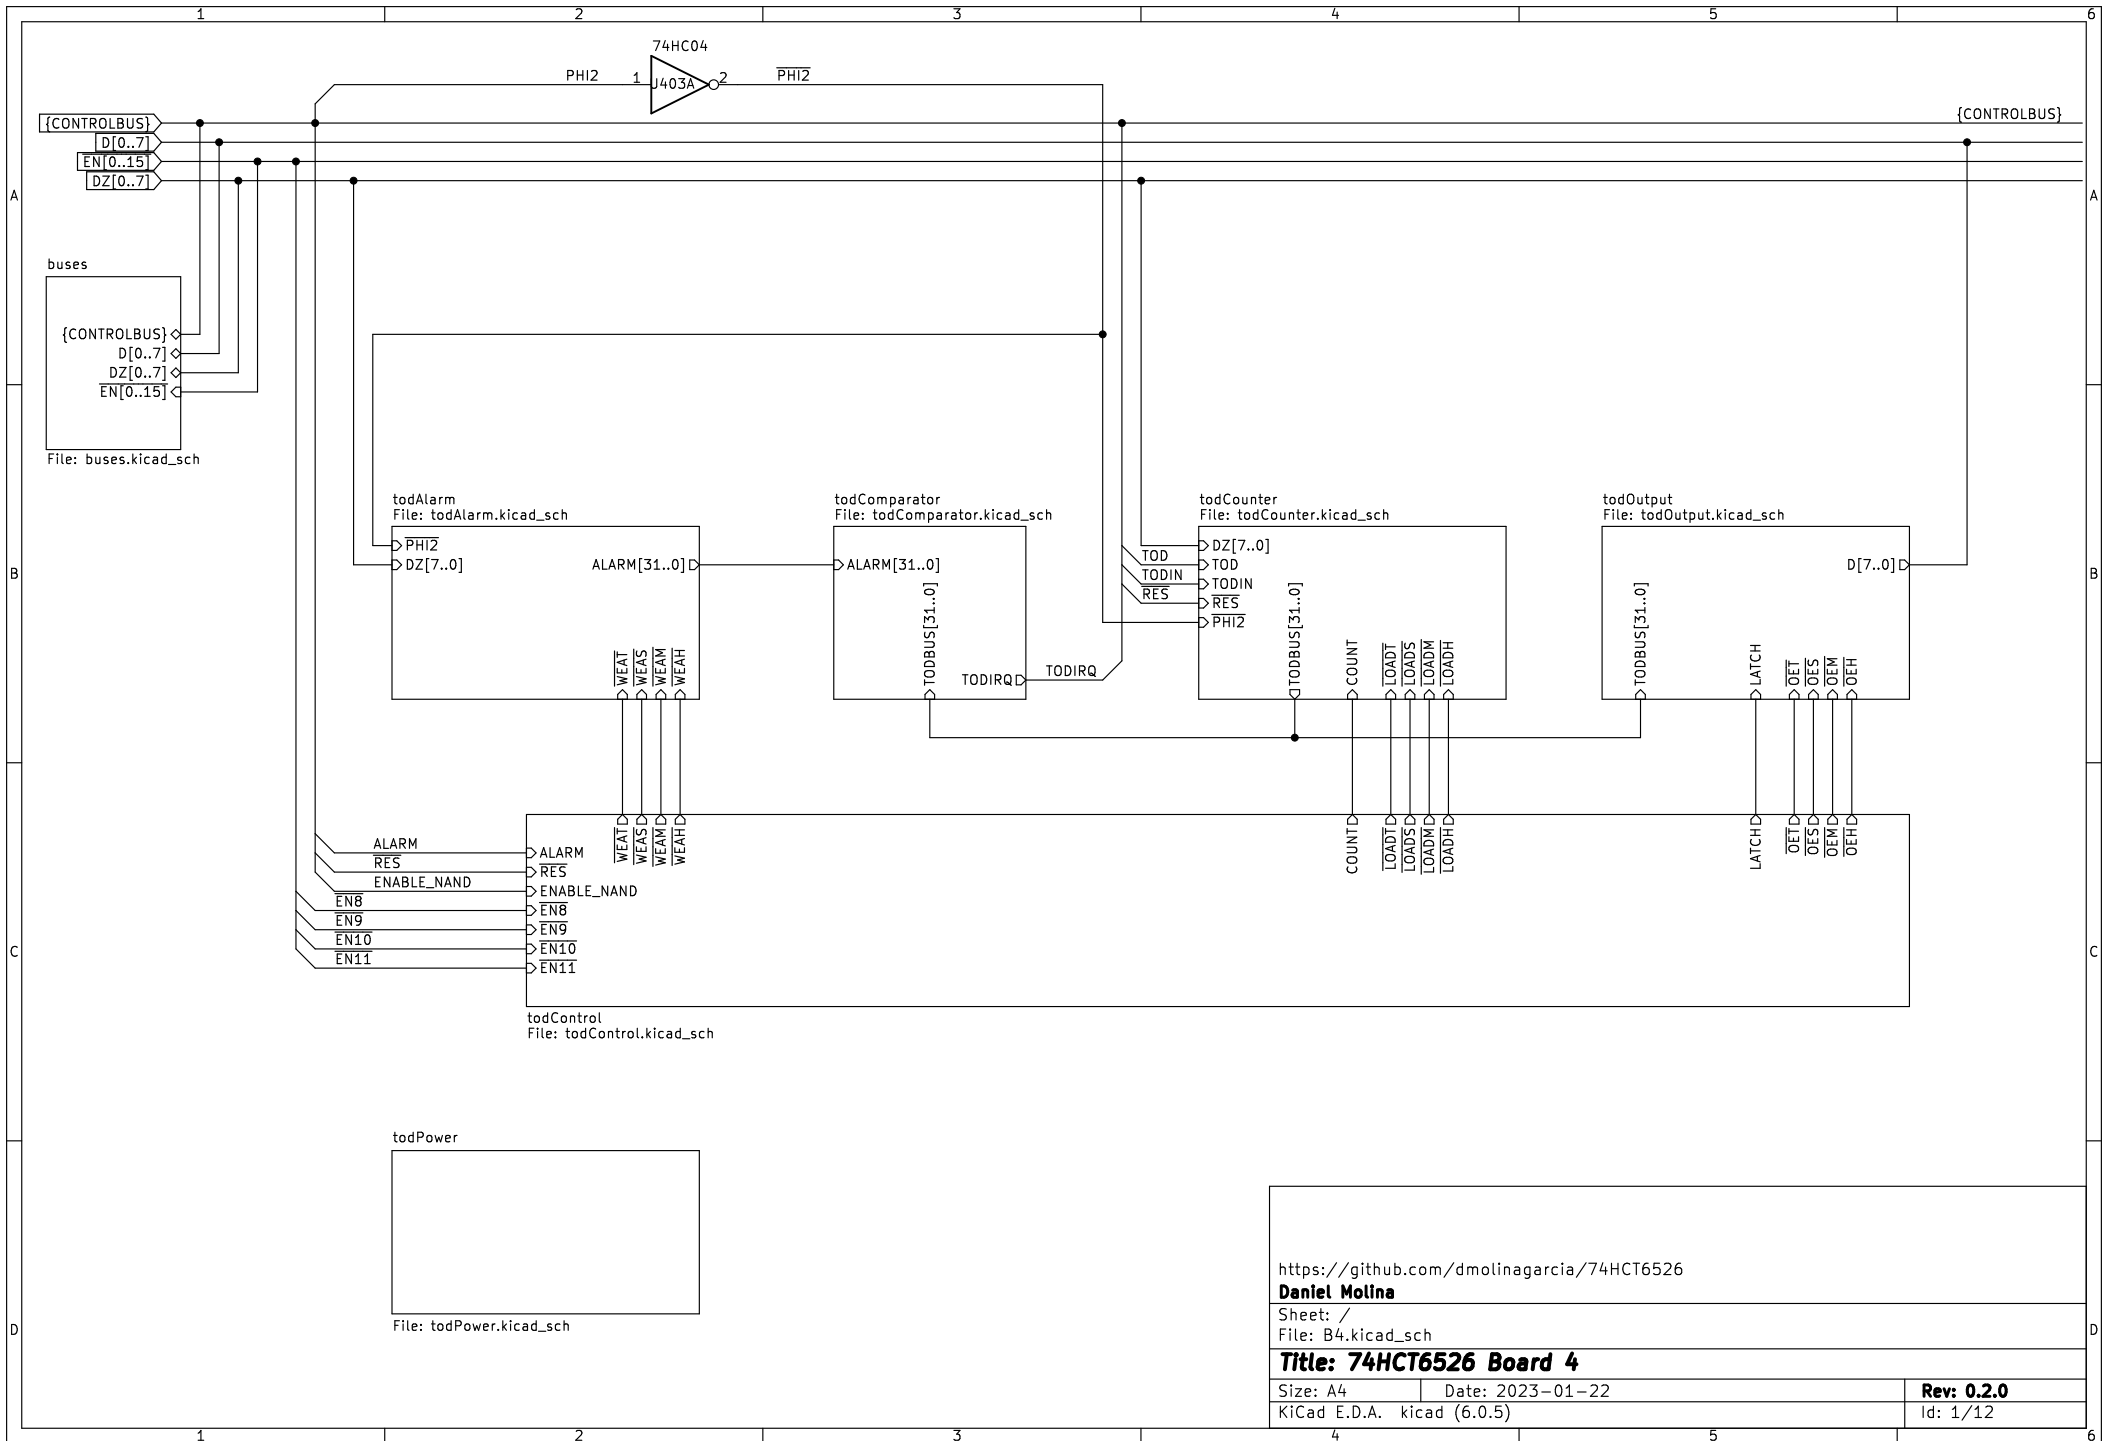 1 2 3 4 5 6
74HC04
PHI2 1 U403A 2 PHI2
{CONTROLBUS} {CONTROLBUS}
D[0..7]
EN[0..15]
DZ[0..7]
A A
buses
{CONTROLBUS}
D[0..7]
DZ[0..7]
EN[0..15]
File: buses.kicad_sch
todAlarm
File: todAlarm.kicad_sch
PHI2
DZ[7..0]
ALARM[31..0]
WEAT
WEAS
WEAM
WEAH
todComparator
File: todComparator.kicad_sch
ALARM[31..0]
TODBUS[31..0]
TODIRQ
TODIRQ
todCounter
File: todCounter.kicad_sch
DZ[7..0]
TOD TOD
TODIN TODIN
RES RES
PHI2
TODBUS[31..0]
COUNT
LOADT
LOADS
LOADM
LOADH
todOutput
File: todOutput.kicad_sch
D[7..0]
TODBUS[31..0]
LATCH
OET
OES
OEM
OEH
B B
ALARM ALARM
RES RES
ENABLE_NAND ENABLE_NAND
EN8 EN8
EN9 EN9
EN10 EN10
EN11 EN11
WEAT
WEAS
WEAM
WEAH
COUNT
LOADT
LOADS
LOADM
LOADH
LATCH
OET
OES
OEM
OEH
C C
todControl
File: todControl.kicad_sch
todPower
File: todPower.kicad_sch
D D
https://github.com/dmolinagarcia/74HCT6526
Daniel Molina
Sheet: /
File: B4.kicad_sch
Title: 74HCT6526 Board 4
Size: A4 Date: 2023-01-22 Rev: 0.2.0
KiCad E.D.A. kicad (6.0.5) Id: 1/12
1 2 3 4 5 6